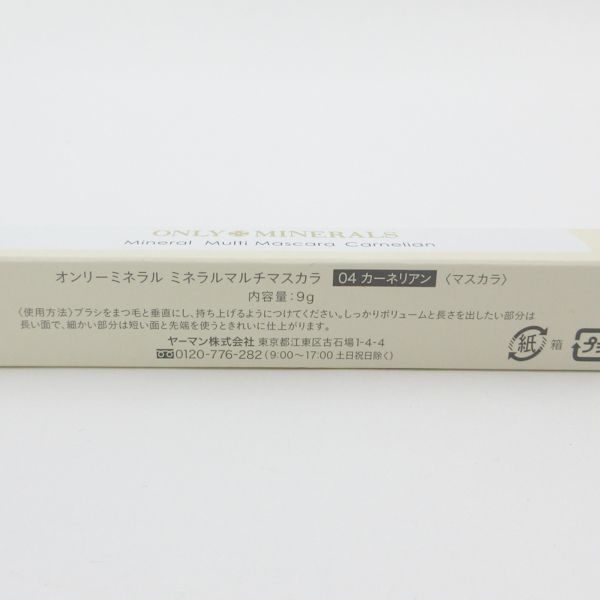 ONLY MINERALS
Mineral Multi Mascara Carnelian
オンリーミネラル ミネラルマルチマスカラ 04 カーネリアン 〈マスカラ〉
内容量:9g
〈使用方法〉ブラシをまつ毛と垂直にし、持ち上げるようにつけてください。しっかりボリュームと長さを出したい部分は
長い面で、細かい部分は短い面と先端を使うときれいに仕上がります。
ヤーマン株式会社 東京都江東区古石場1-4-4
0120-776-282(9:00〜17:00 土日祝日除く)
紙 箱
プ